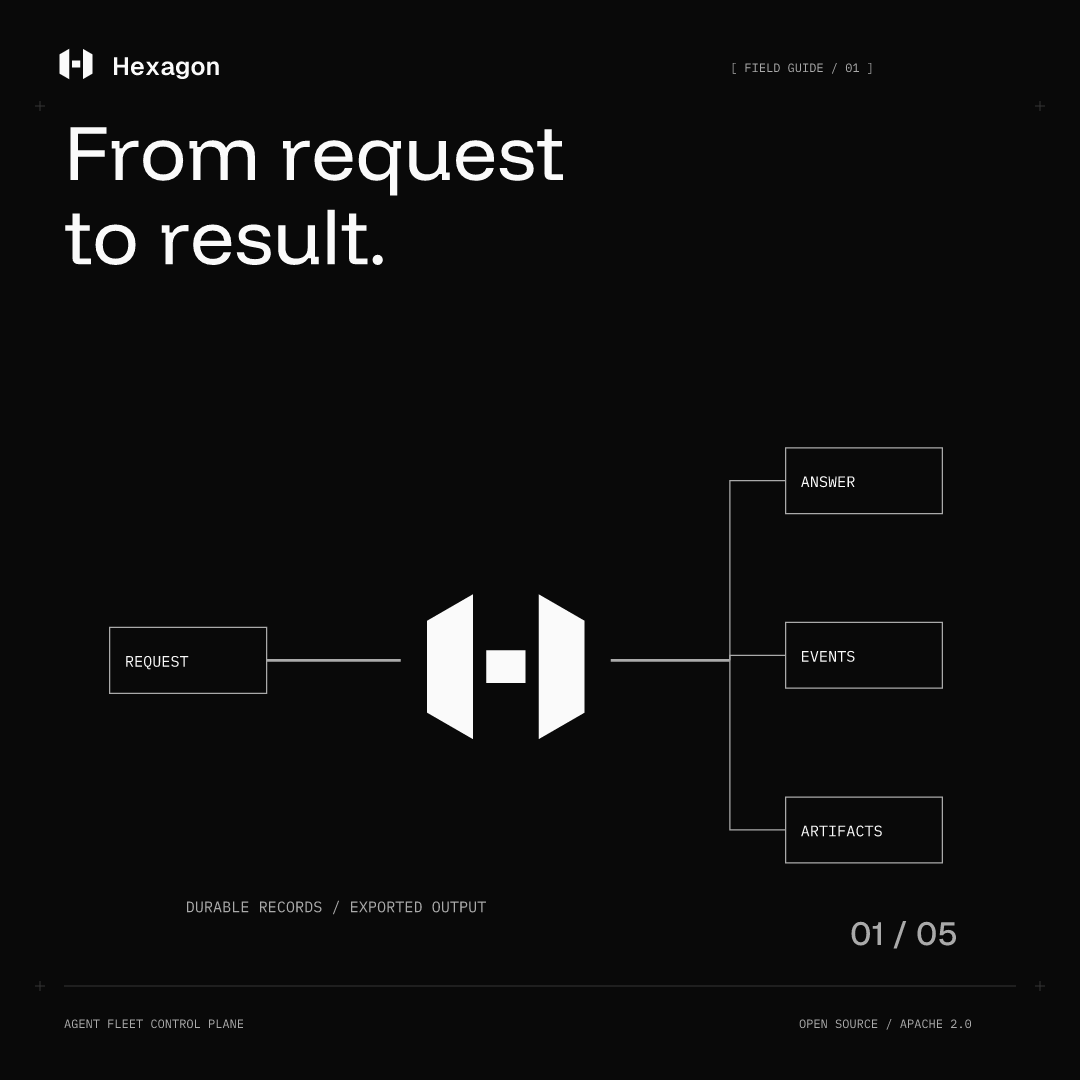 Hexagon
[ FIELD GUIDE / 01 ]
From request
to result.
ANSWER
REQUEST
EVENTS
ARTIFACTS
DURABLE RECORDS / EXPORTED OUTPUT
01 / 05
AGENT FLEET CONTROL PLANE
OPEN SOURCE / APACHE 2.0